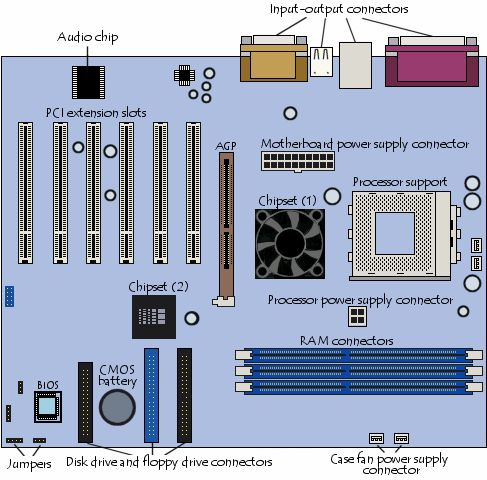 Input-output connectors
Audio chip
PCI extension slots
AGP
Motherboard power supply connector
Processor support
Chipset (1)
Chipset (2)
Processor power supply connector
RAM connectors
BIOS
CMOS
battery
Jumpers
Disk drive and floppy drive connectors
Case fan power supply
connector